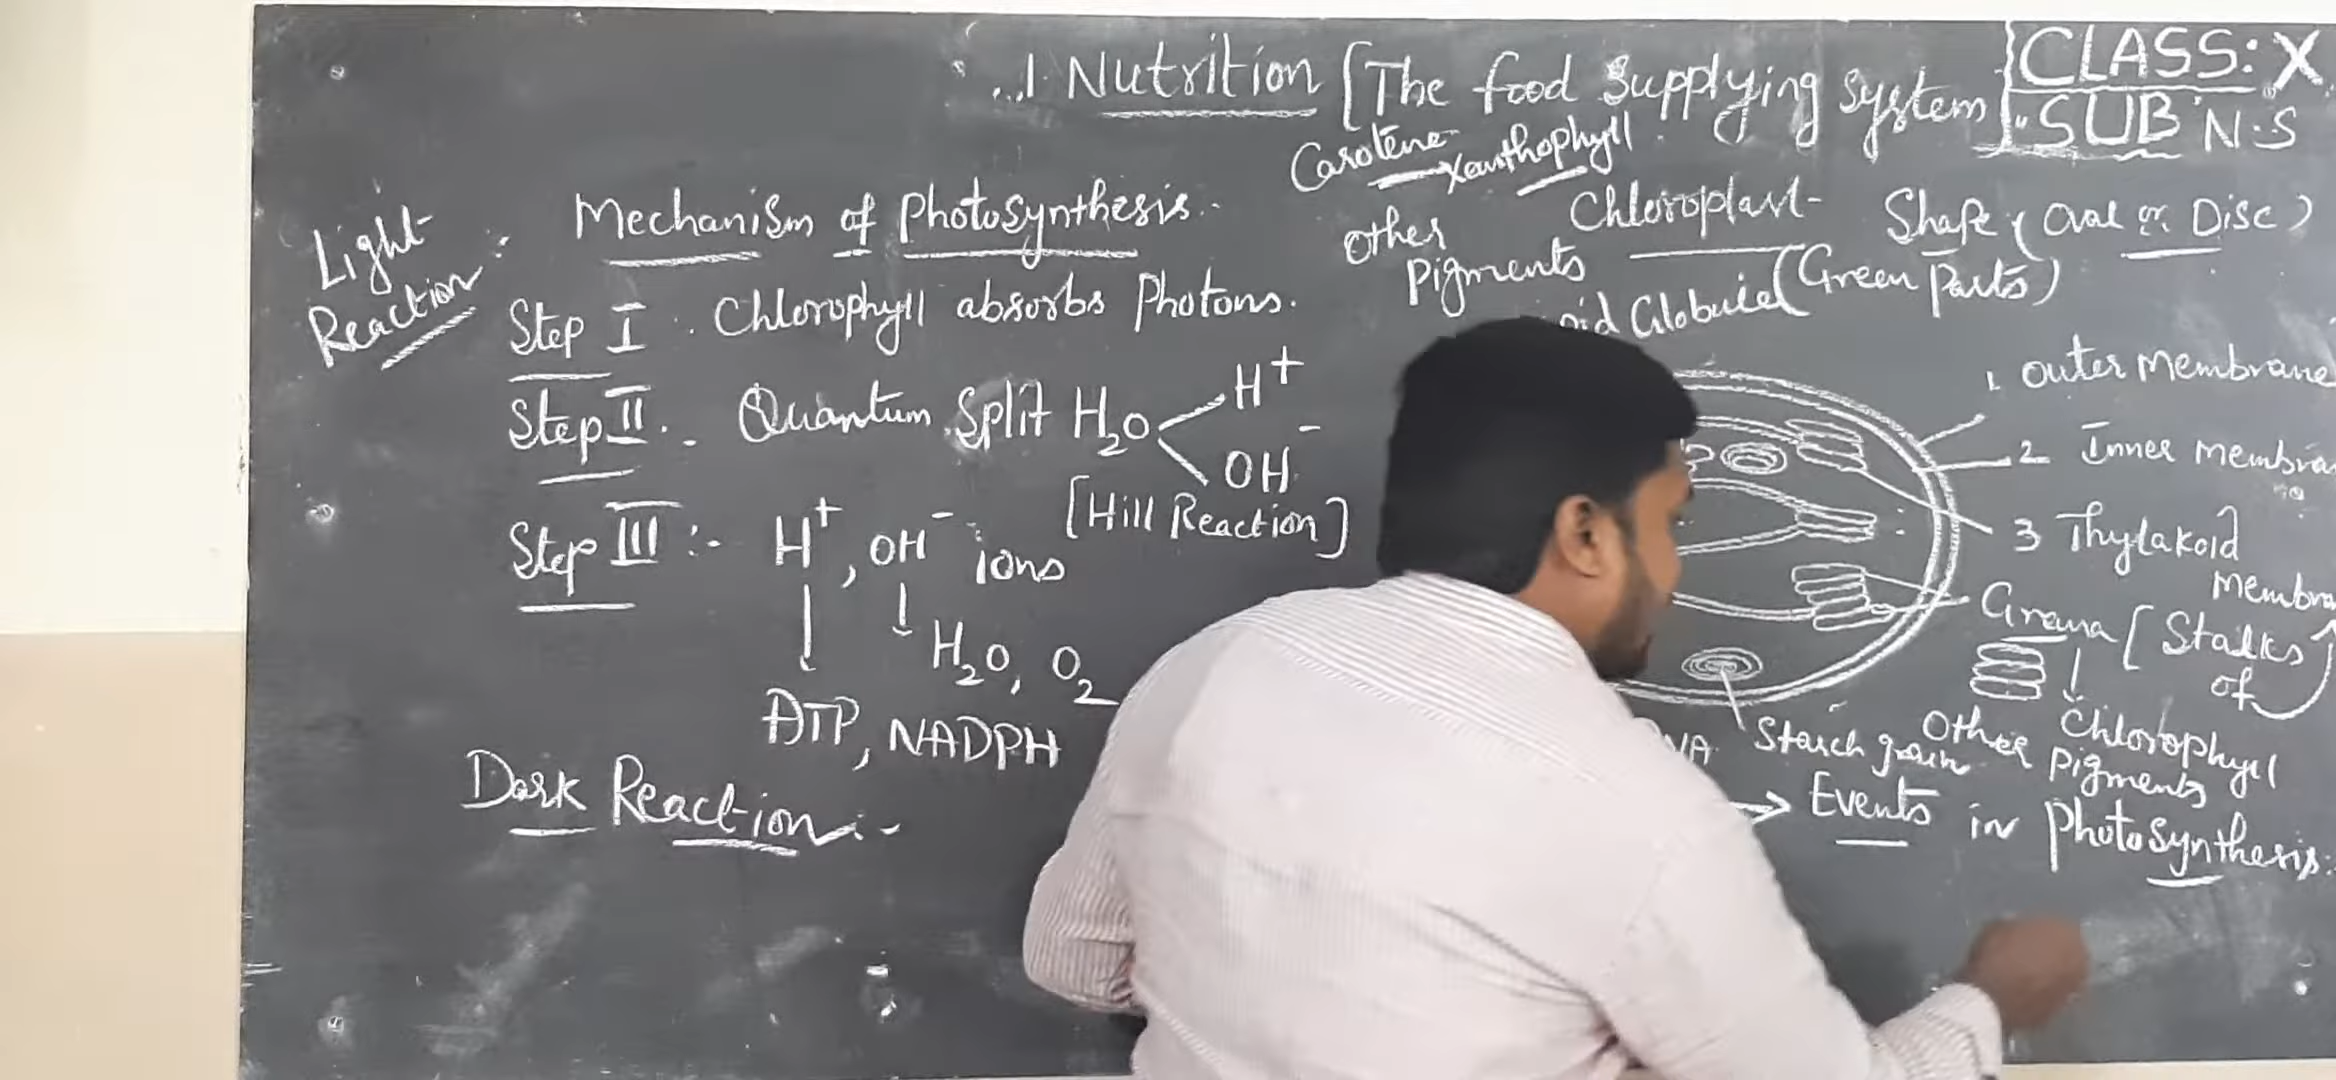 1. Nutrition [The food Supplying System]
CLASS: X
SUB N.S
Light Reaction :
Mechanism of Photosynthesis.
Step I :. Chlorophyll absorbs Photons.
Step II :- Quantum Split H2O H+ OH-
[Hill Reaction]
Step III :- H+, OH- ions
H2O, O2
ATP, NADPH
Dark Reaction :-
Carotene Xanthophyll
Other Pigments
Chloroplast- Shape (Oval or Disc)
(Green Parts)
1. Outer Membrane
2 Inner Membra
3 Thylakoid Membra
Grana [Stalks of
Chlorophyll
Other Pigments
Starch grain
→ Events in Photosynthesis: